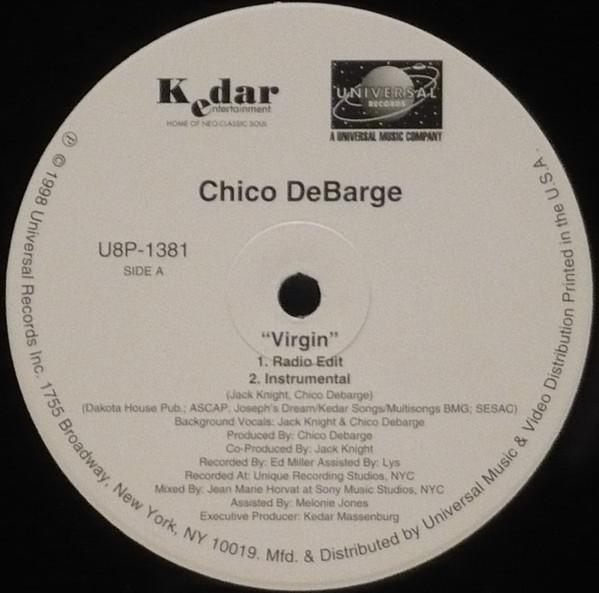 Kedar
entertainment
HOME OF NEO-CLASSIC SOUL
UNIVERSAL
RECORDS
A UNIVERSAL MUSIC COMPANY
Chico DeBarge
U8P-1381
SIDE A
“Virgin”
1. Radio Edit
2. Instrumental
(Jack Knight, Chico Debarge)
(Dakota House Pub.; ASCAP, Joseph's Dream/Kedar Songs/Multisongs BMG; SESAC)
Background Vocals: Jack Knight & Chico Debarge
Produced By: Chico Debarge
Co-Produced By: Jack Knight
Recorded By: Ed Miller Assisted By: Lys
Recorded At: Unique Recording Studios, NYC
Mixed By: Jean Marie Horvat at Sony Music Studios, NYC
Assisted By: Melonie Jones
Executive Producer: Kedar Massenburg
℗ © 1998 Universal Records Inc. 1755 Broadway, New York, NY 10019. Mfd. & Distributed by Universal Music & Video Distribution Printed in the U.S.A.